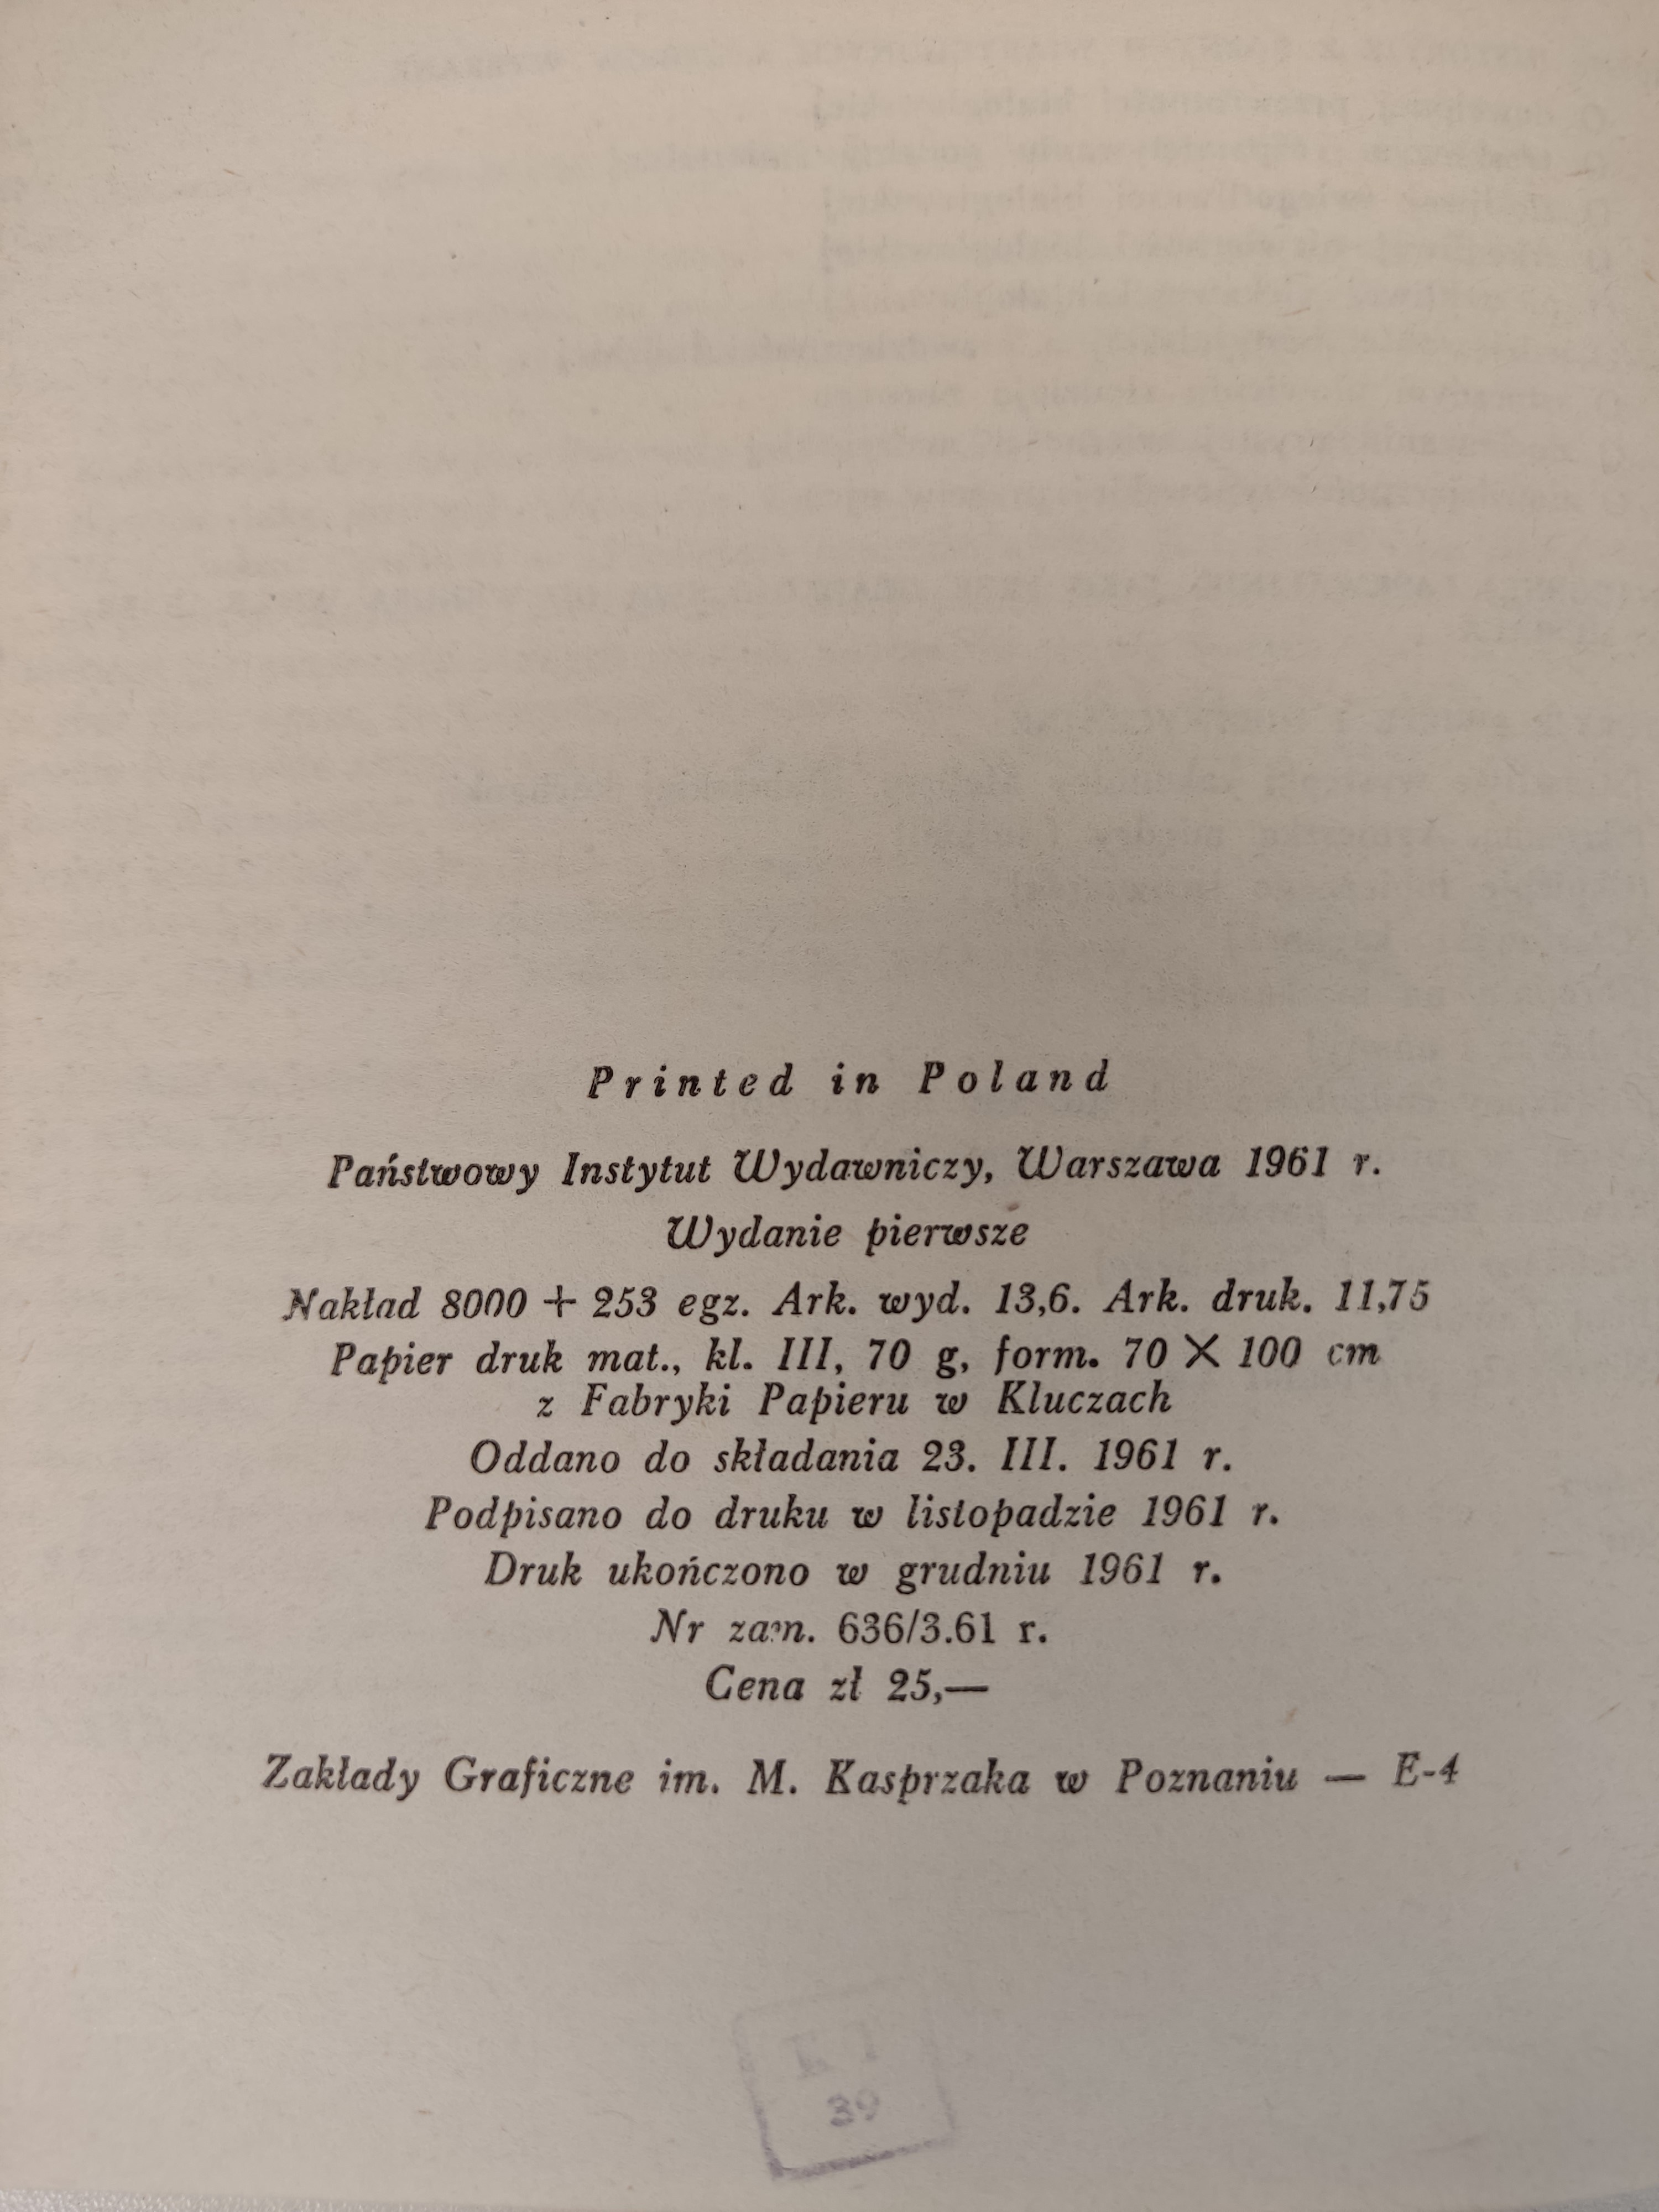 Printed in Poland
Państwowy Instytut Wydawniczy, Warszawa 1961 r.
Wydanie pierwsze
Nakład 8000 + 253 egz. Ark. wyd. 13,6. Ark. druk. 11,75
Papier druk mat., kl. III, 70 g, form. 70 × 100 cm
z Fabryki Papieru w Kluczach
Oddano do składania 23. III. 1961 r.
Podpisano do druku w listopadzie 1961 r.
Druk ukończono w grudniu 1961 r.
Nr zam. 636/3.61 r.
Cena zł 25,—
Zakłady Graficzne im. M. Kasprzaka w Poznaniu — E-4
39